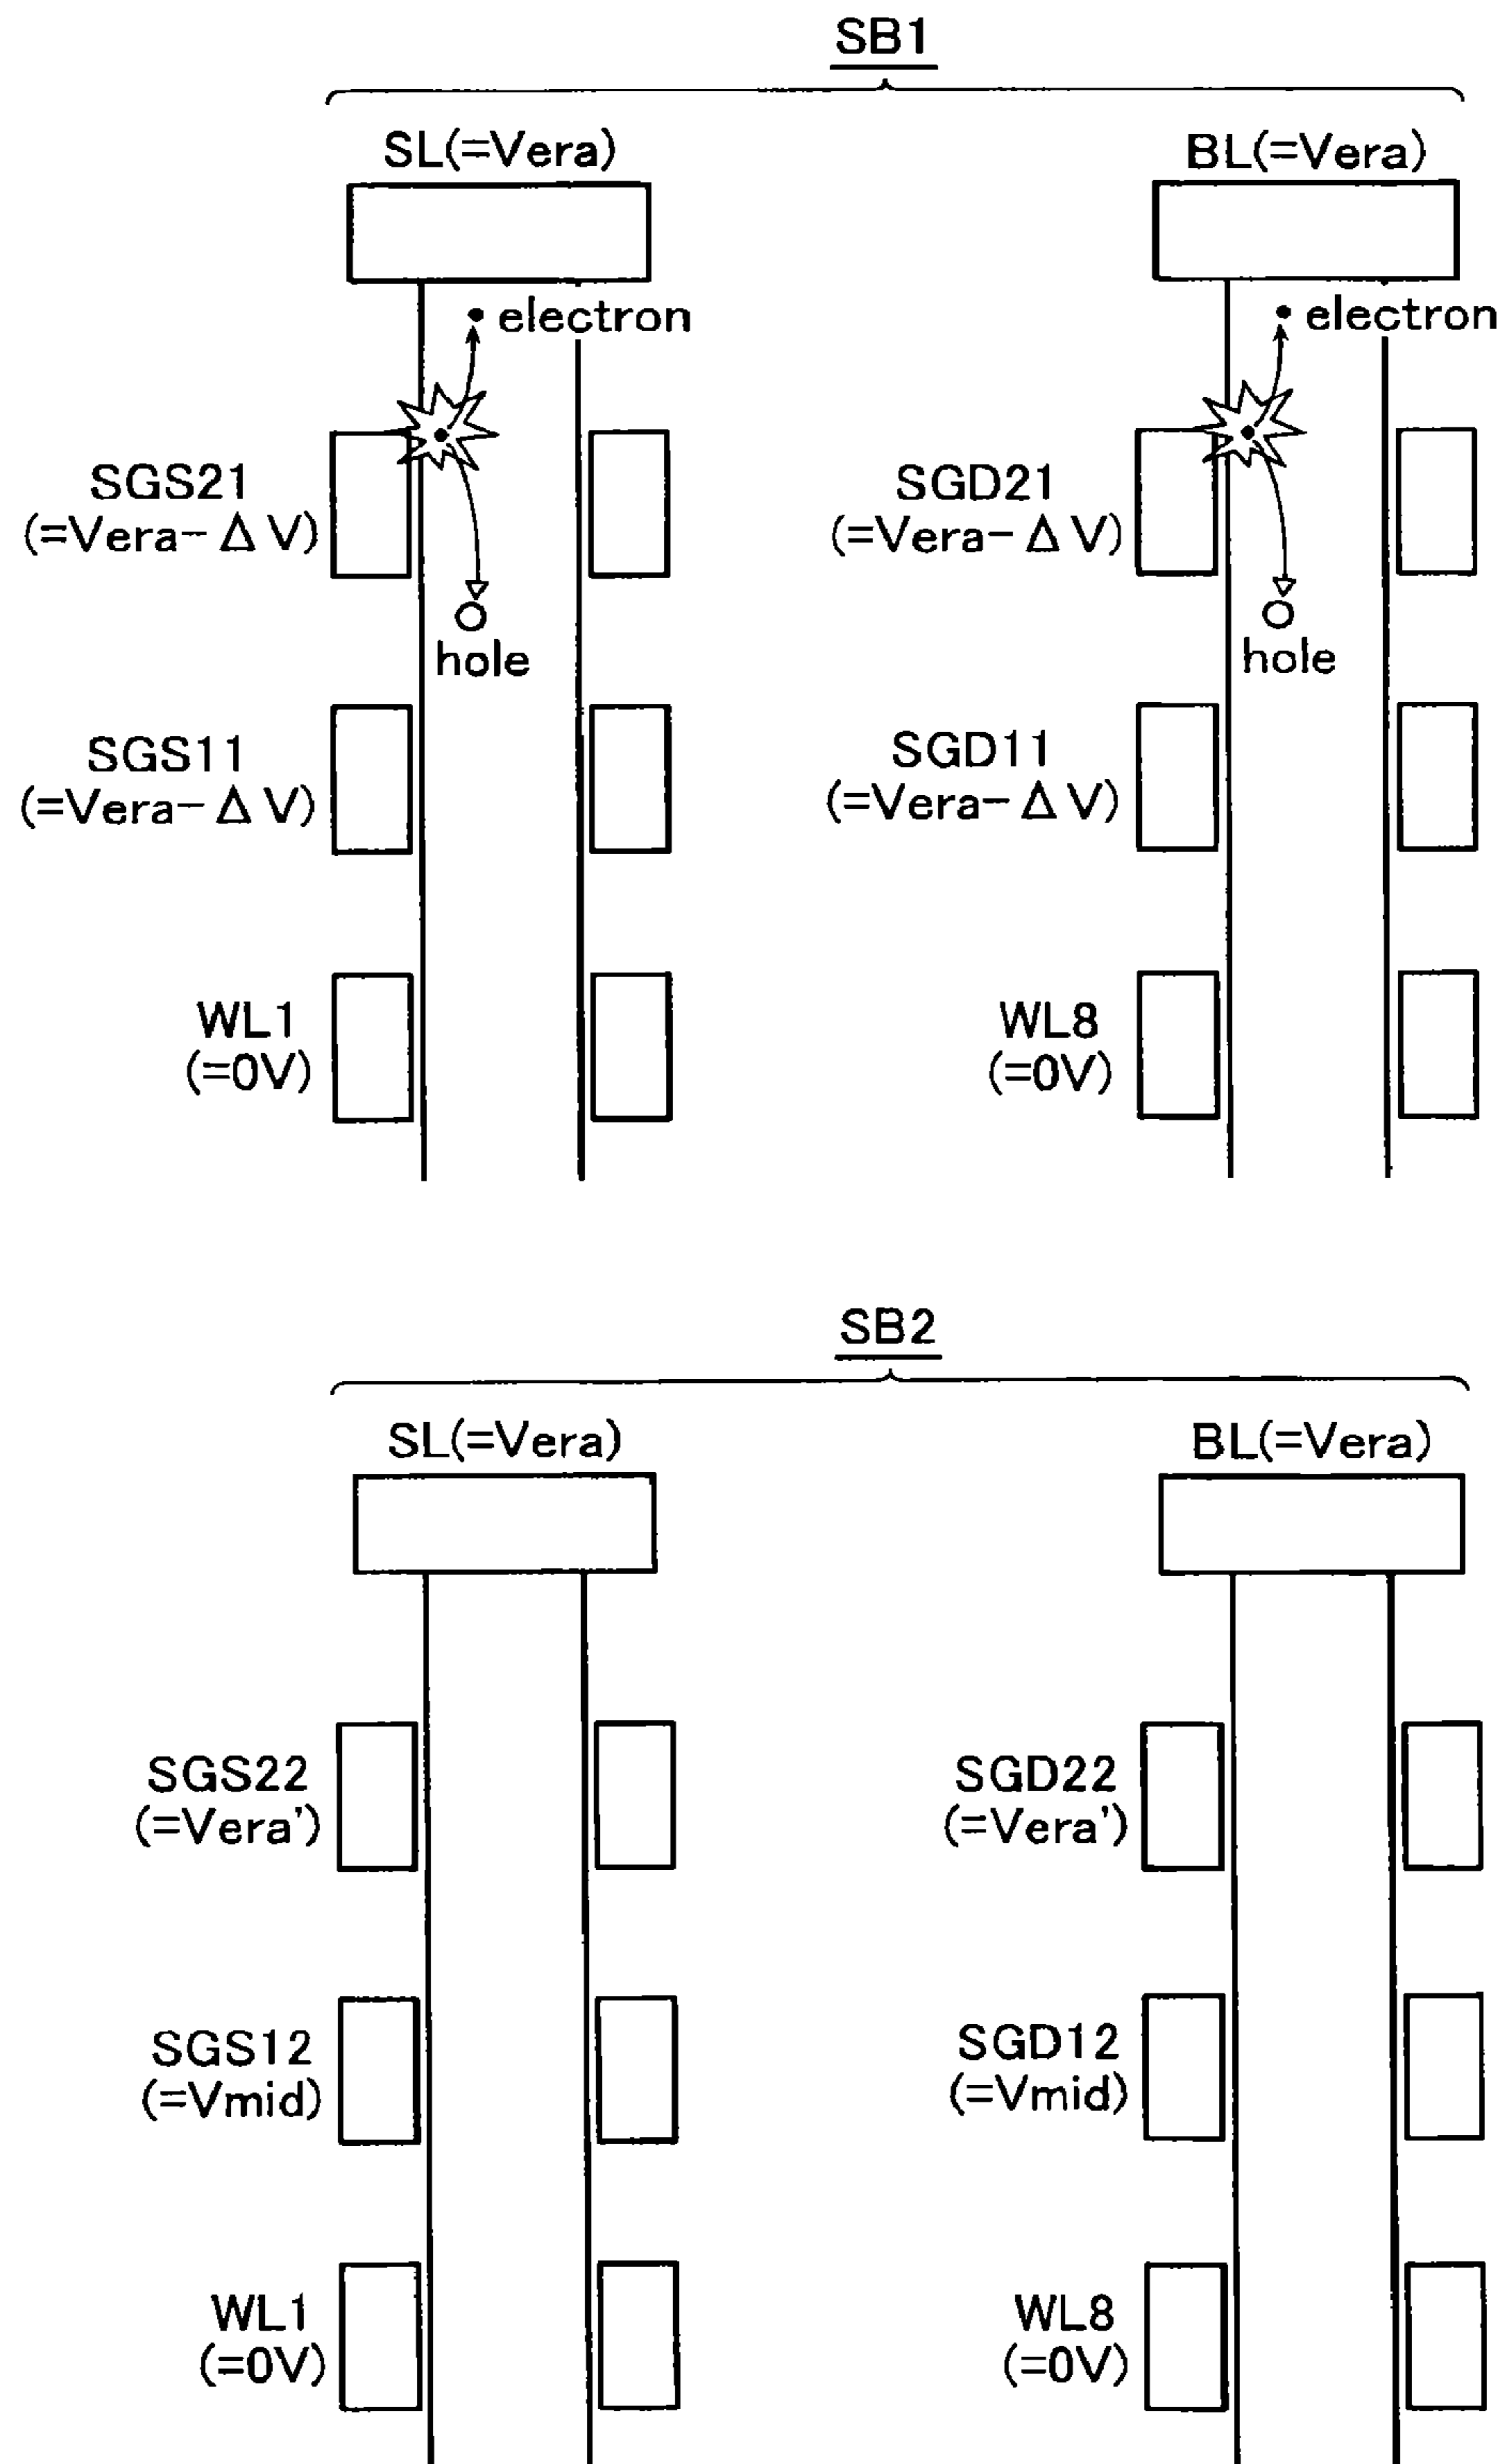 SB1
SL(=Vera)
BL(=Vera)
electron
electron
SGS21
(=Vera-ΔV)
SGD21
(=Vera-ΔV)
hole
hole
SGS11
(=Vera-ΔV)
SGD11
(=Vera-ΔV)
WL1
(=0V)
WL8
(=0V)
SB2
SL(=Vera)
BL(=Vera)
SGS22
(=Vera')
SGD22
(=Vera')
SGS12
(=Vmid)
SGD12
(=Vmid)
WL1
(=0V)
WL8
(=0V)